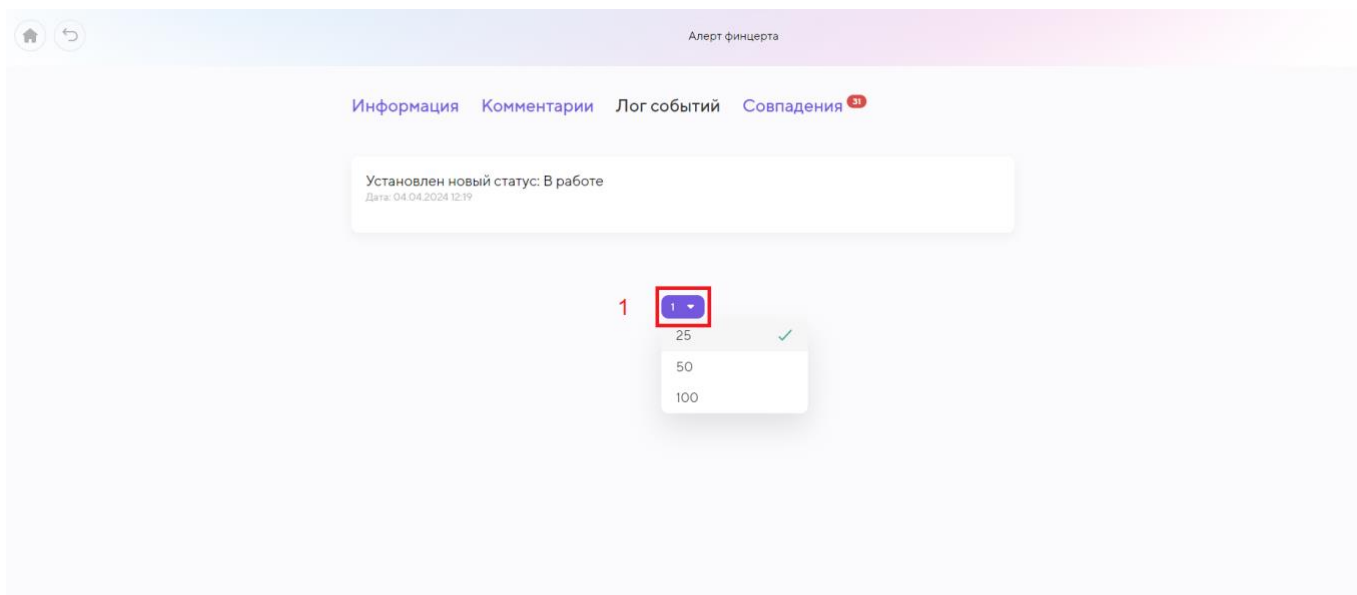 Алерт финцерта
Информация Комментарии Лог событий Совпадения 31
Установлен новый статус: В работе
Дата: 04.04.2024 12:19
1 1
25
50
100